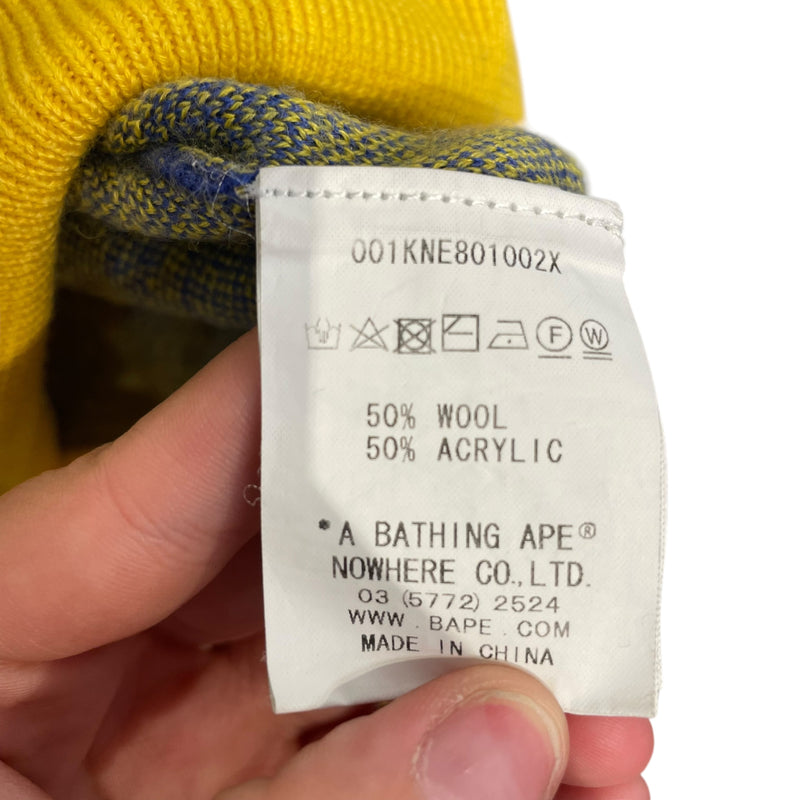 001KNE801002X
F W
50% WOOL
50% ACRYLIC
*A BATHING APE®
NOWHERE CO.,LTD.
03 (5772) 2524
WWW.BAPE.COM
MADE IN CHINA